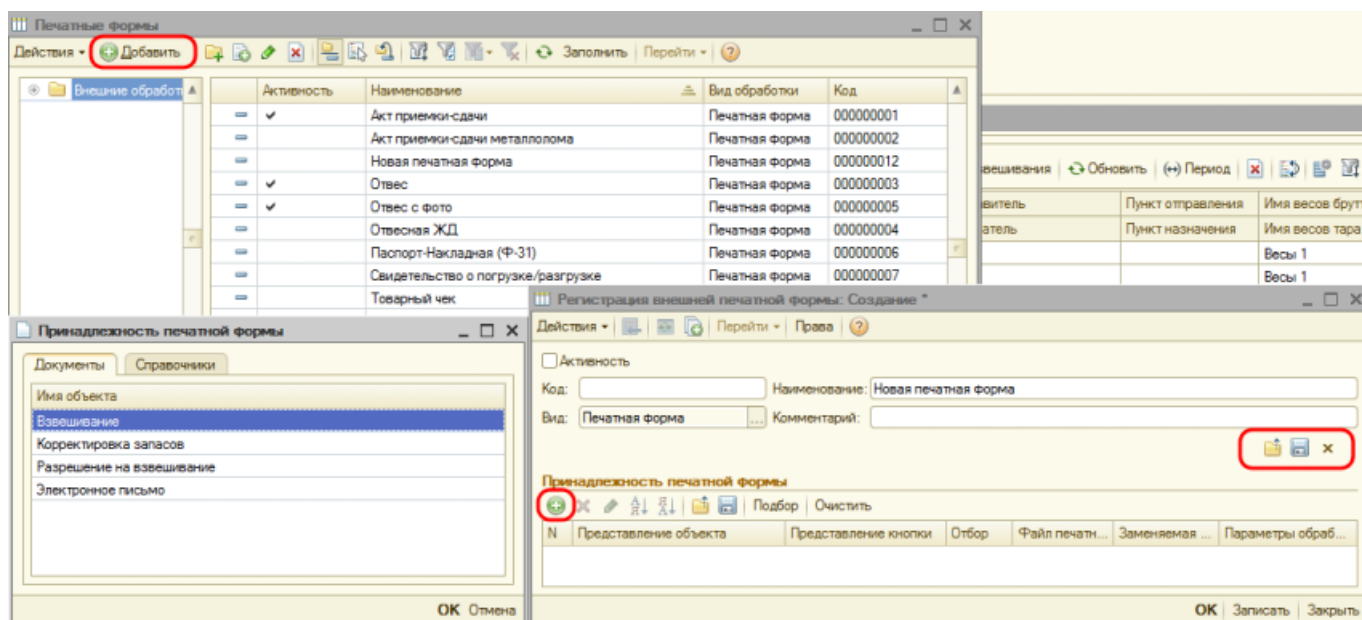 Печатные формы
Действия Добавить Заполнить Перейти
Внешние обработ
Активность Наименование Вид обработки Код
Акт приемки-сдачи Печатная форма 000000001
Акт приемки-сдачи металлолома Печатная форма 000000002
Новая печатная форма Печатная форма 000000012
Отвес Печатная форма 000000003
Отвес с фото Печатная форма 000000005
Отвесная ЖД Печатная форма 000000004
Паспорт-Накладная (Ф-31) Печатная форма 000000006
Свидетельство о погрузке/разгрузке Печатная форма 000000007
Товарный чек
звешивания Обновить Период
витель Пункт отправления Имя весов брутт
атель Пункт назначения Имя весов тара
Весы 1
Весы 1
Принадлежность печатной формы
Документы Справочники
Имя объекта
Взвешивание
Корректировка запасов
Разрешение на взвешивание
Электронное письмо
OK Отмена
Регистрация внешней печатной формы: Создание *
Действия Перейти Права
Активность
Код: Наименование: Новая печатная форма
Вид: Печатная форма ... Комментарий:
Принадлежность печатной формы
Подбор Очистить
N Представление объекта Представление кнопки Отбор Файл печатн... Заменяемая ... Параметры обраб...
OK Записать Закрыть